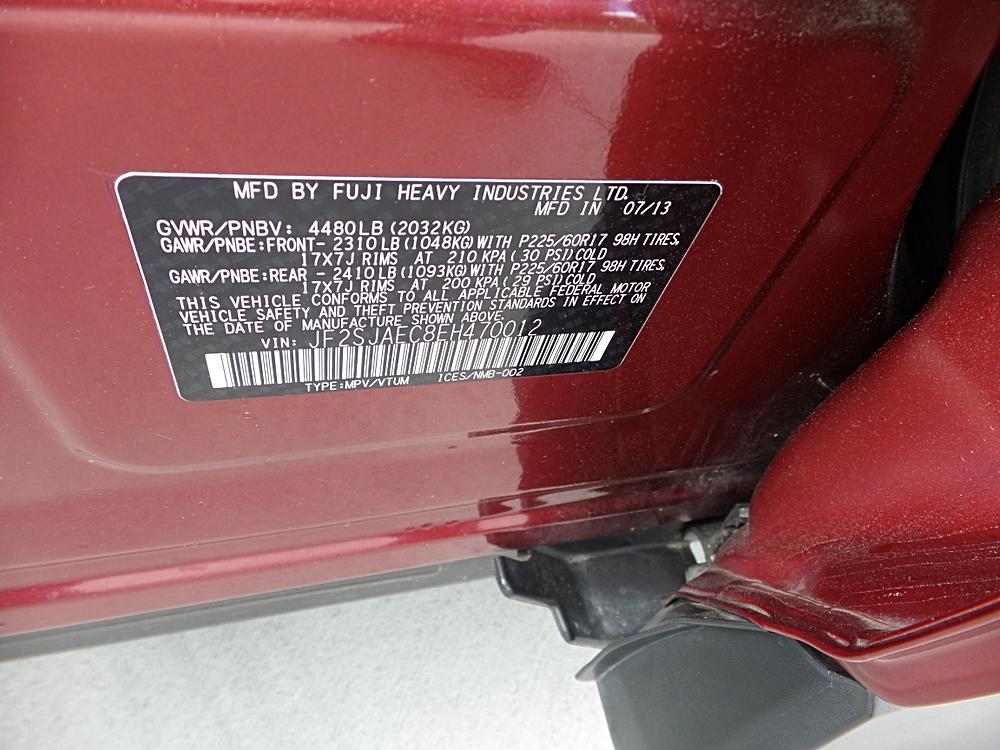 MFD BY FUJI HEAVY INDUSTRIES LTD.
MFD IN 07/13
GVWR/PNBV: 4480LB (2032KG)
GAWR/PNBE:FRONT- 2310LB (1048KG) WITH P225/60R17 98H TIRES,
17x7J RIMS AT 210 KPA (30 PSI) COLD
GAWR/PNBE:REAR - 2410LB (1093KG) WITH P225/60R17 98H TIRES,
17x7J RIMS AT 200 KPA (29 PSI) COLD
THIS VEHICLE CONFORMS TO ALL APPLICABLE FEDERAL MOTOR
VEHICLE SAFETY AND THEFT PREVENTION STANDARDS IN EFFECT ON
THE DATE OF MANUFACTURE SHOWN ABOVE.
VIN: JF2SJAEC8EH470012
TYPE:MPV/VTUM ICES/NMB-002